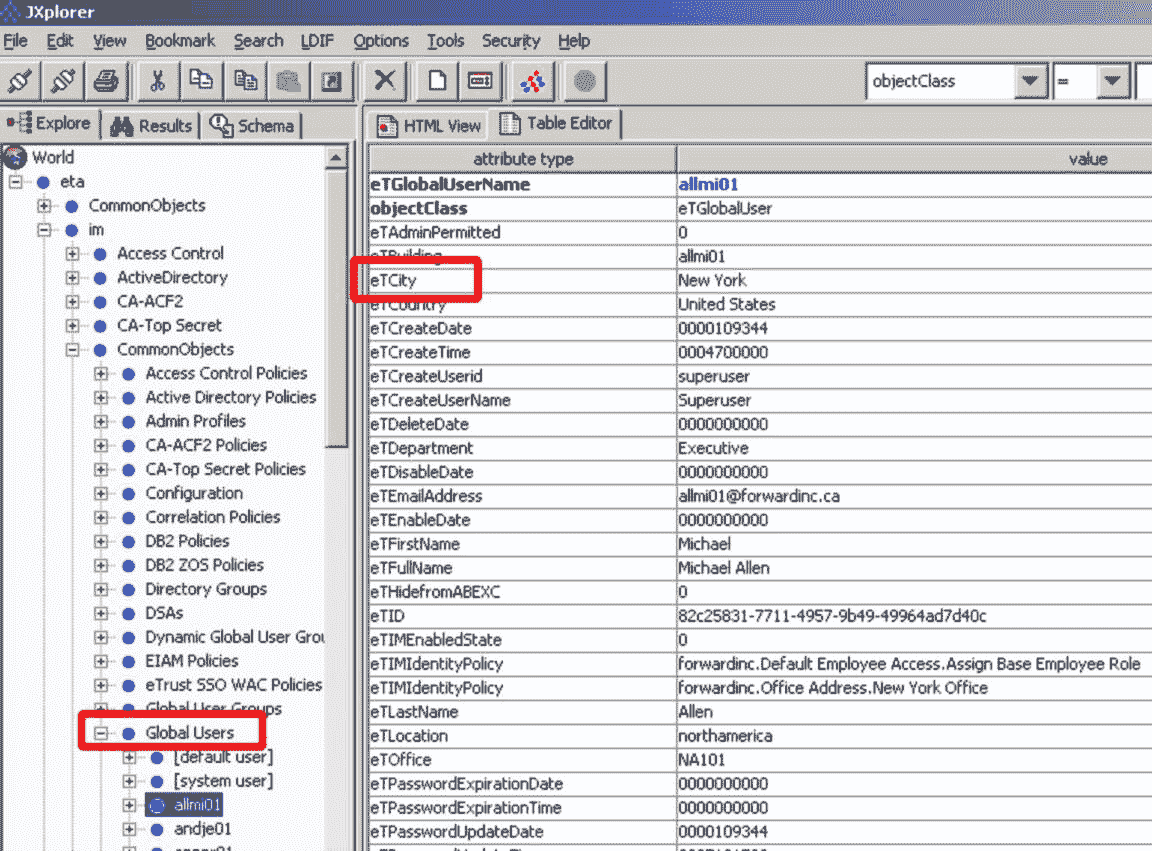 JXplorer
File Edit View Bookmark Search LDIF Options Tools Security Help
objectClass =
Explore Results Schema
HTML View Table Editor
World
eta
CommonObjects
im
Access Control
ActiveDirectory
CA-ACF2
CA-Top Secret
CommonObjects
Access Control Policies
Active Directory Policies
Admin Profiles
CA-ACF2 Policies
CA-Top Secret Policies
Configuration
Correlation Policies
DB2 Policies
DB2 ZOS Policies
Directory Groups
DSAs
Dynamic Global User Grou
EIAM Policies
eTrust SSO WAC Policies
Global User Groups
Global Users
[default user]
[system user]
allmi01
andje01
attribute type value
eTGlobalUserName allmi01
objectClass eTGlobalUser
eTAdminPermitted 0
eTBuilding allmi01
eTCity New York
eTCountry United States
eTCreateDate 0000109344
eTCreateTime 0004700000
eTCreateUserid superuser
eTCreateUserName Superuser
eTDeleteDate 0000000000
eTDepartment Executive
eTDisableDate 0000000000
eTEmailAddress allmi01@forwardinc.ca
eTEnableDate 0000000000
eTFirstName Michael
eTFullName Michael Allen
eTHidefromABEXC 0
eTID 82c25831-7711-4957-9b49-49964ad7d40c
eTIMEnabledState 0
eTIMIdentityPolicy forwardinc.Default Employee Access.Assign Base Employee Role
eTIMIdentityPolicy forwardinc.Office Address.New York Office
eTLastName Allen
eTLocation northamerica
eTOffice NA101
eTPasswordExpirationDate 0000000000
eTPasswordExpirationTime 0000000000
eTPasswordUpdateDate 0000109344